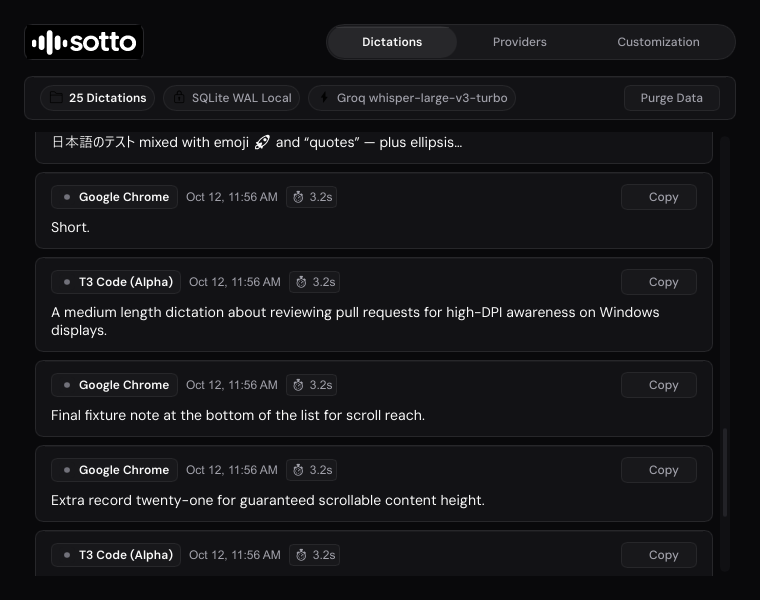 sotto
Dictations Providers Customization
25 Dictations SQLite WAL Local Groq whisper-large-v3-turbo Purge Data
日本語のテスト mixed with emoji 🚀 and “quotes” — plus ellipsis…
Google Chrome Oct 12, 11:56 AM ⏱ 3.2s Copy
Short.
T3 Code (Alpha) Oct 12, 11:56 AM ⏱ 3.2s Copy
A medium length dictation about reviewing pull requests for high-DPI awareness on Windows
displays.
Google Chrome Oct 12, 11:56 AM ⏱ 3.2s Copy
Final fixture note at the bottom of the list for scroll reach.
Google Chrome Oct 12, 11:56 AM ⏱ 3.2s Copy
Extra record twenty-one for guaranteed scrollable content height.
T3 Code (Alpha) Oct 12, 11:56 AM ⏱ 3.2s Copy